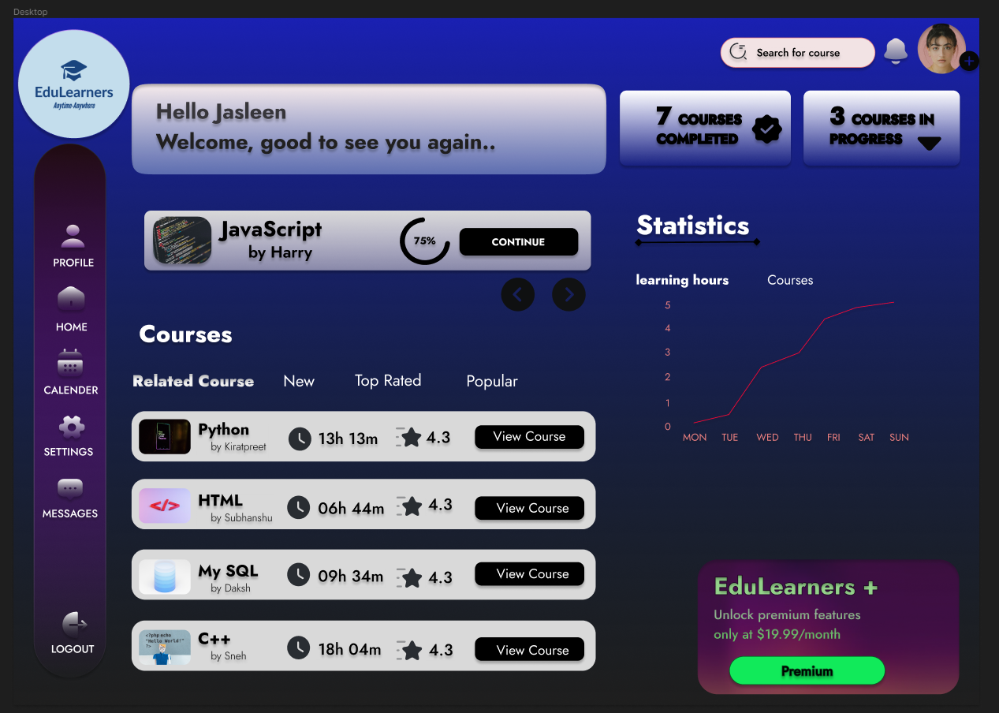 Desktop
EduLearners
Anytime-Anywhere
Search for course
Hello Jasleen
Welcome, good to see you again..
7 COURSES
COMPLETED
3 COURSES IN
PROGRESS
PROFILE
HOME
CALENDER
SETTINGS
MESSAGES
LOGOUT
JavaScript
by Harry
75%
CONTINUE
Courses
Related Course New Top Rated Popular
Python
by Kiratpreet
13h 13m
4.3
View Course
HTML
by Subhanshu
06h 44m
4.3
View Course
</>
My SQL
by Daksh
09h 34m
4.3
View Course
C++
by Sneh
18h 04m
4.3
View Course
<?php echo
"Hello World!"
?>
Statistics
learning hours Courses
5
4
3
2
1
0
MON TUE WED THU FRI SAT SUN
EduLearners +
Unlock premium features
only at $19.99/month
Premium